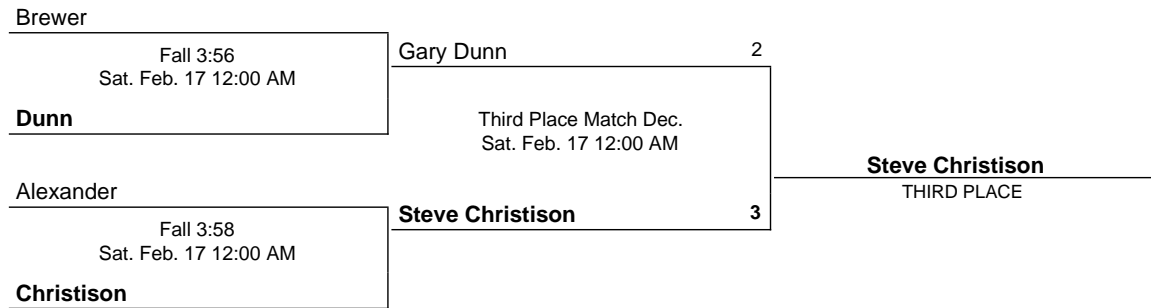 Brewer
Fall 3:56
Sat. Feb. 17 12:00 AM
Dunn
Gary Dunn 2
Third Place Match Dec.
Sat. Feb. 17 12:00 AM
Steve Christison
THIRD PLACE
Alexander
Steve Christison 3
Fall 3:58
Sat. Feb. 17 12:00 AM
Christison